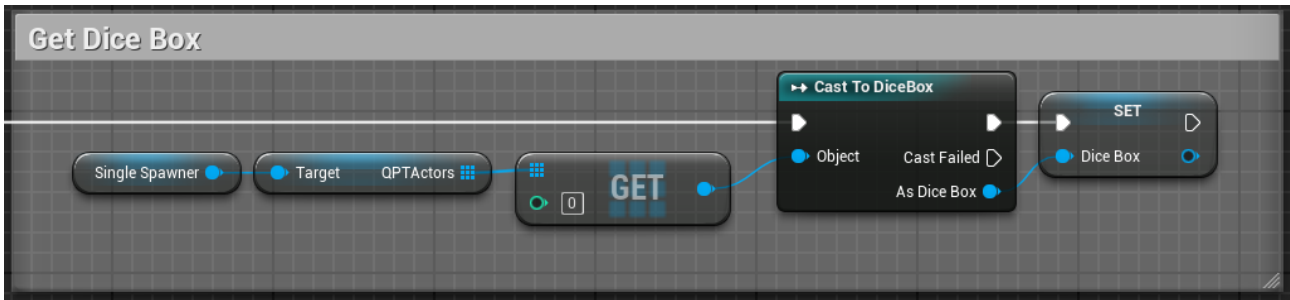 Get Dice Box
Cast To DiceBox
SET
Single Spawner
Target QPTActors
GET
0
Object Cast Failed
As Dice Box
Dice Box